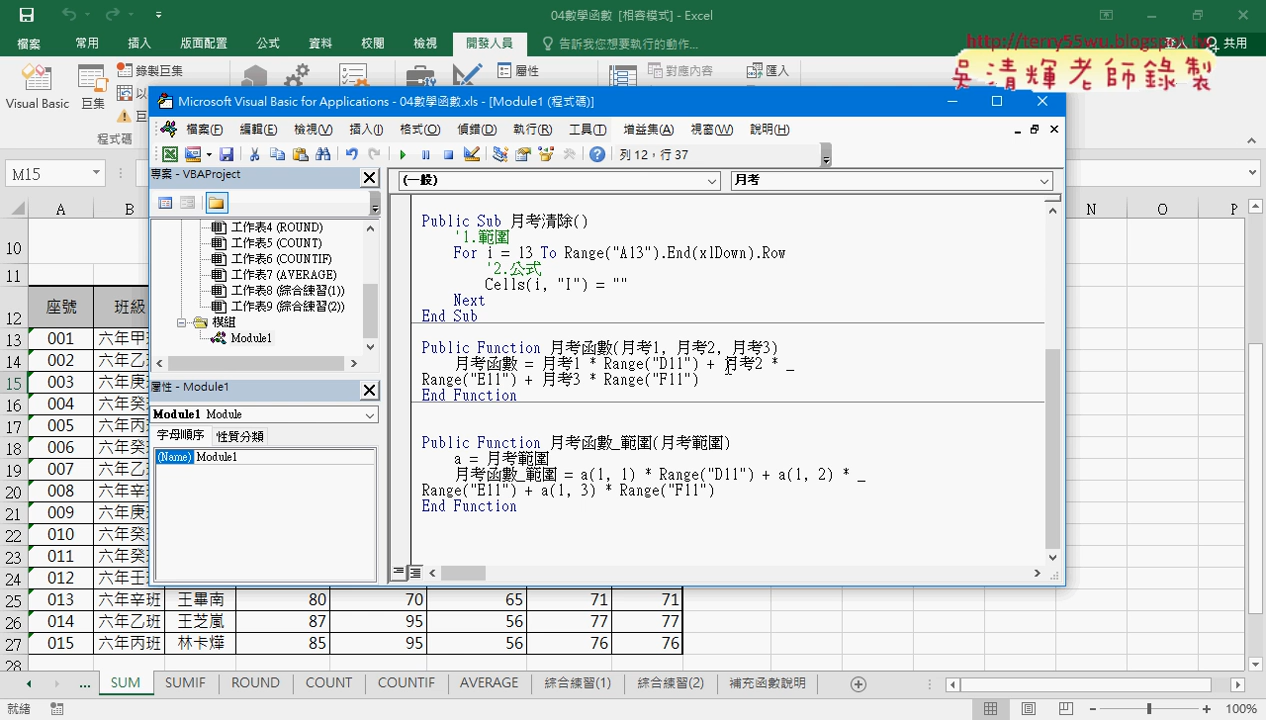 04數學函數 [相容模式] - Excel
http://terry55wu.blogspot.tw
吳清輝老師錄製
檔案 常用 插入 版面配置 公式 資料 校閱 檢視 開發人員 告訴我您想要執行的動作... 登入 共用
錄製巨集 屬性 對應內容 匯入
Visual Basic 巨集
程式碼
Microsoft Visual Basic for Applications - 04數學函數.xls - [Module1 (程式碼)]
檔案(F) 編輯(E) 檢視(V) 插入(I) 格式(O) 偵錯(D) 執行(R) 工具(T) 增益集(A) 視窗(W) 說明(H)
列 12，行 37
M15
專案 - VBAProject
(一般) 月考
工作表4 (ROUND)
工作表5 (COUNT)
工作表6 (COUNTIF)
工作表7 (AVERAGE)
工作表8 (綜合練習(1))
工作表9 (綜合練習(2))
模組
Module1
屬性 - Module1
Module1 Module
字母順序 性質分類
(Name) Module1
Public Sub 月考清除()
'1.範圍
For i = 13 To Range("A13").End(xlDown).Row
'2.公式
Cells(i, "I") = ""
Next
End Sub
Public Function 月考函數(月考1, 月考2, 月考3)
月考函數 = 月考1 * Range("D11") + 月考2 * _
Range("E11") + 月考3 * Range("F11")
End Function
Public Function 月考函數_範圍(月考範圍)
a = 月考範圍
月考函數_範圍 = a(1, 1) * Range("D11") + a(1, 2) * _
Range("E11") + a(1, 3) * Range("F11")
End Function
A B N O P
10
11
12 座號 班級
13 001 六年甲班
14 002 六年乙
15 003 六年庚
16 004 六年癸
17 005 六年丙
18 006 六年癸
19 007 六年乙
20 008 六年辛
21 009 六年庚
22 010 六年癸
23 011 六年癸
24 012 六年壬
25 013 六年辛班 王畢南 80 70 65 71 71
26 014 六年乙班 王芝嵐 87 95 56 77 77
27 015 六年丙班 林卡燁 85 95 56 76 76
28
... SUM SUMIF ROUND COUNT COUNTIF AVERAGE 綜合練習(1) 綜合練習(2) 補充函數說明
就緒 100%